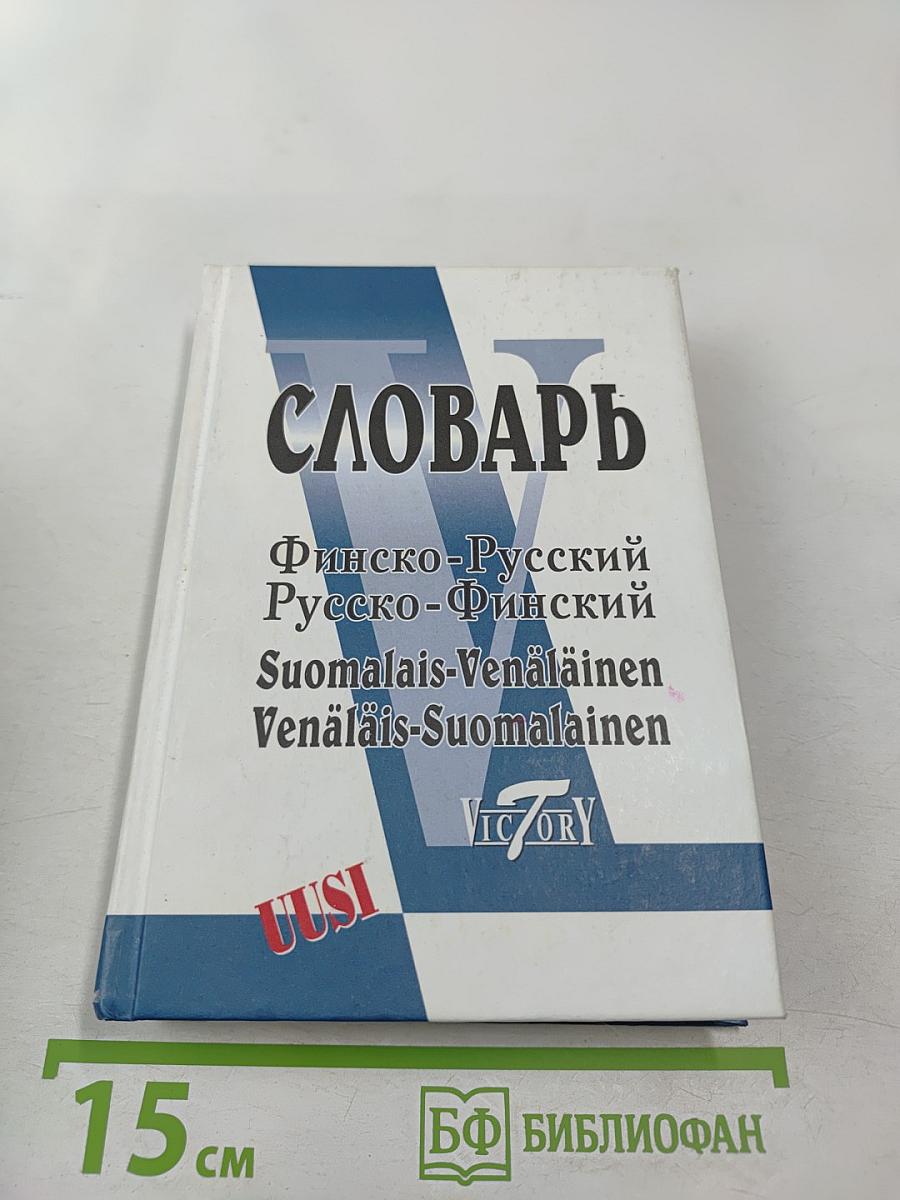 СЛОВАРЬ
Финско-Русский
Русско-Финский
Suomalais-Venäläinen
Venäläis-Suomalainen
VICTORY
UUSI
15 см
БФ БИБЛИОФАН